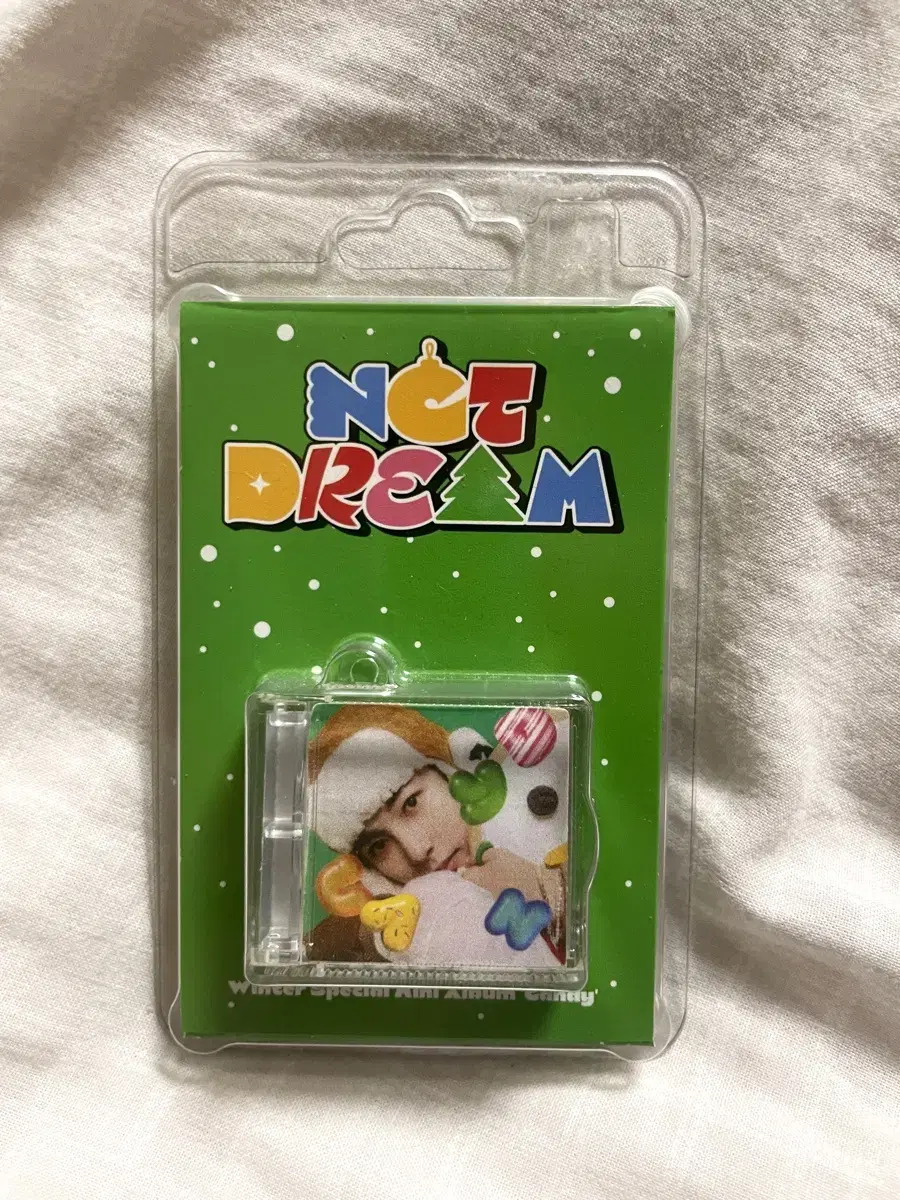 NCT
DREAM
Winter Special Mini Album 'Candy'
C A N Y